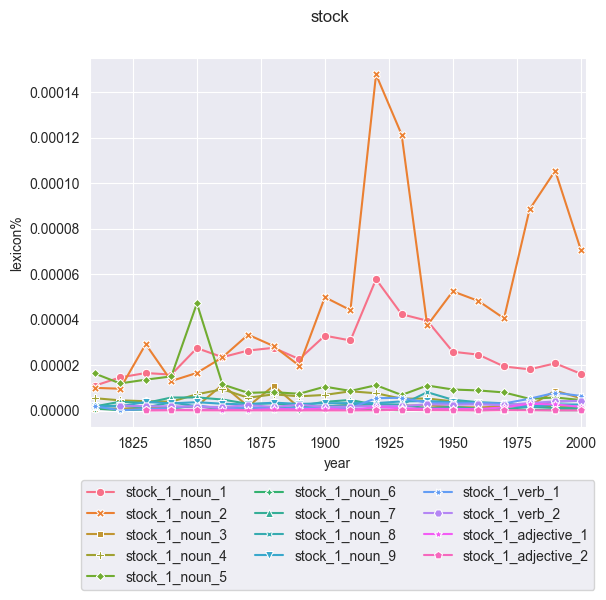 stock
0.00014
0.00012
0.00010
0.00008
0.00006
0.00004
0.00002
0.00000
lexicon%
1825 1850 1875 1900 1925 1950 1975 2000
year
stock_1_noun_1 stock_1_noun_6 stock_1_verb_1
stock_1_noun_2 stock_1_noun_7 stock_1_verb_2
stock_1_noun_3 stock_1_noun_8 stock_1_adjective_1
stock_1_noun_4 stock_1_noun_9 stock_1_adjective_2
stock_1_noun_5